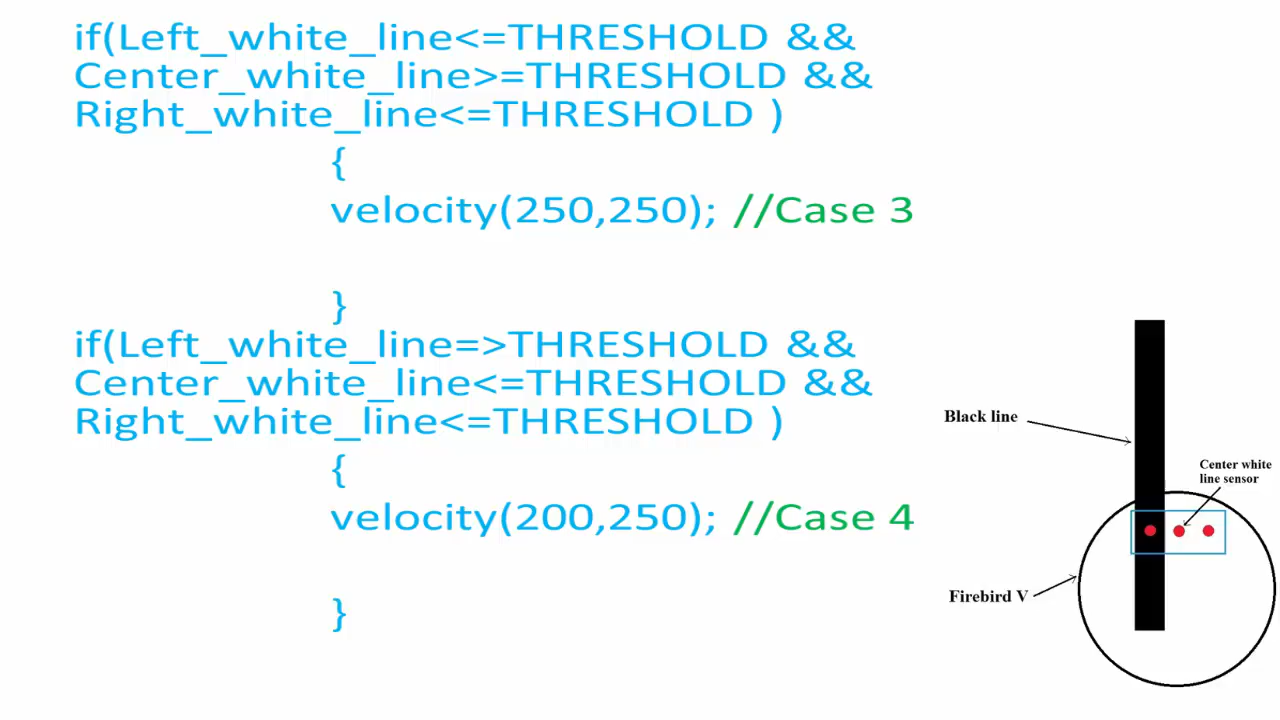 if(Left_white_line<=THRESHOLD &&
Center_white_line>=THRESHOLD &&
Right_white_line<=THRESHOLD )
{
velocity(250,250); //Case 3
}
if(Left_white_line=>THRESHOLD &&
Center_white_line<=THRESHOLD &&
Right_white_line<=THRESHOLD )
{
velocity(200,250); //Case 4
}
Black line
Center white
line sensor
Firebird V